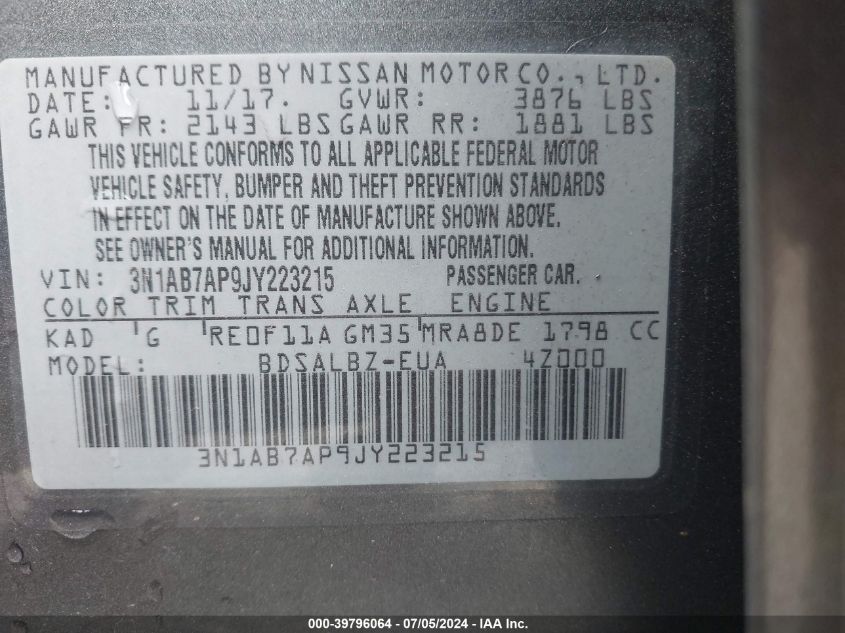 MANUFACTURED BY NISSAN MOTOR CO., LTD.
DATE: 11/17. GVWR: 3876 LBS
GAWR FR: 2143 LBS GAWR RR: 1881 LBS
THIS VEHICLE CONFORMS TO ALL APPLICABLE FEDERAL MOTOR
VEHICLE SAFETY, BUMPER AND THEFT PREVENTION STANDARDS
IN EFFECT ON THE DATE OF MANUFACTURE SHOWN ABOVE.
SEE OWNER'S MANUAL FOR ADDITIONAL INFORMATION.
VIN: 3N1AB7AP9JY223215 PASSENGER CAR.
COLOR TRIM TRANS AXLE ENGINE
KAD G RE0F11A GM35 MRA8DE 1798 CC
MODEL: BDSALBZ-EUA 4Z000
3N1AB7AP9JY223215
000-39796064 - 07/05/2024 - IAA Inc.